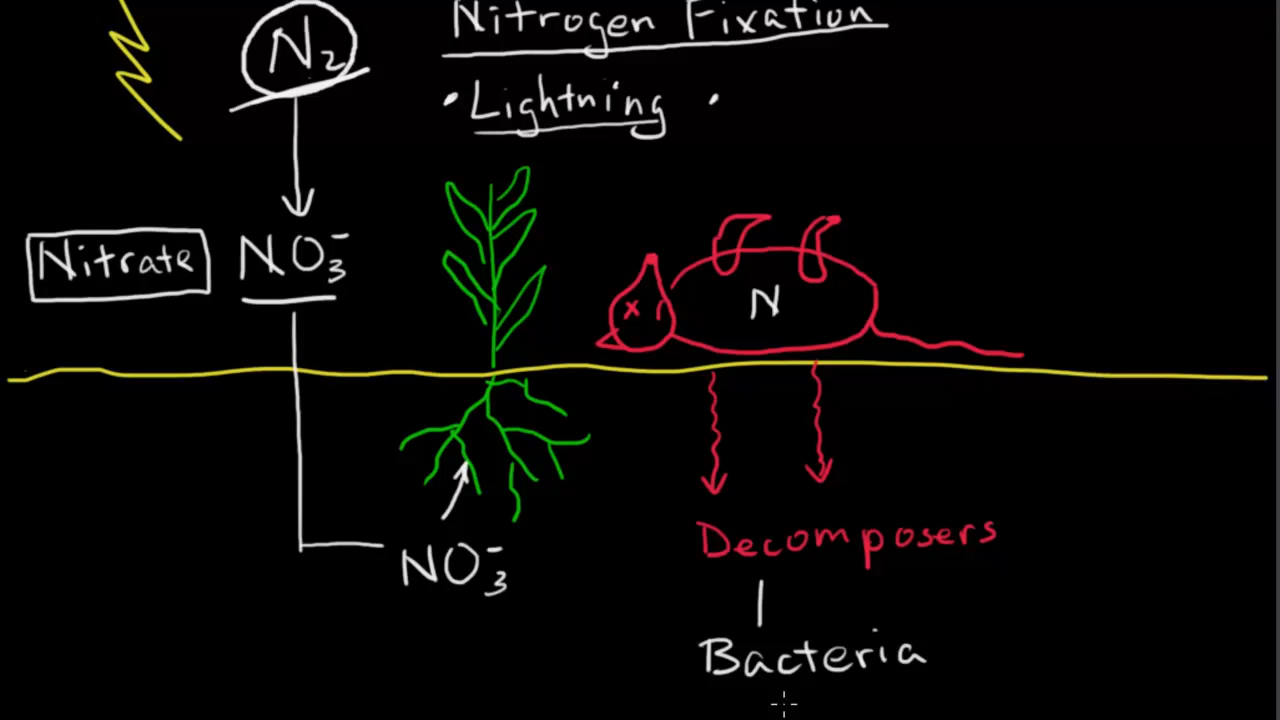 N₂
Nitrogen Fixation
• Lightning •
Nitrate NO₃⁻
N
NO₃⁻
Decomposers
Bacteria